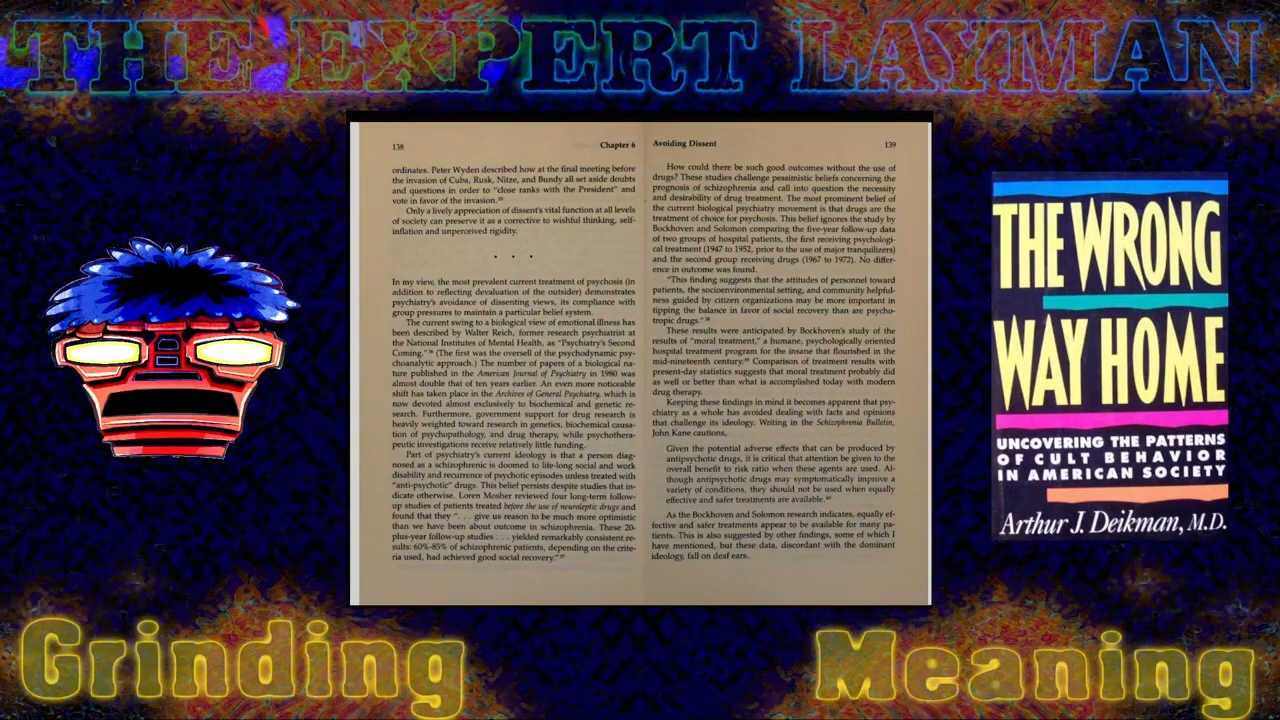 THE EXPERT LAYMAN
138
Chapter 6
ordinates. Peter Wyden described how at the final meeting before
the invasion of Cuba, Rusk, Nitze, and Bundy all set aside doubts
and questions in order to "close ranks with the President" and
vote in favor of the invasion.³⁵
Only a lively appreciation of dissent's vital function at all levels
of society can preserve it as a corrective to wishful thinking, self-
inflation and unperceived rigidity.
• • •
In my view, the most prevalent current treatment of psychosis (in
addition to reflecting devaluation of the outsider) demonstrates
psychiatry's avoidance of dissenting views, its compliance with
group pressures to maintain a particular belief system.
The current swing to a biological view of emotional illness has
been described by Walter Reich, former research psychiatrist at
the National Institutes of Mental Health, as "Psychiatry's Second
Coming."³⁶ (The first was the oversell of the psychodynamic psy-
choanalytic approach.) The number of papers of a biological na-
ture published in the American Journal of Psychiatry in 1980 was
almost double that of ten years earlier. An even more noticeable
shift has taken place in the Archives of General Psychiatry, which is
now devoted almost exclusively to biochemical and genetic re-
search. Furthermore, government support for drug research is
heavily weighted toward research in genetics, biochemical causa-
tion of psychopathology, and drug therapy, while psychothera-
peutic investigations receive relatively little funding.
Part of psychiatry's current ideology is that a person diag-
nosed as a schizophrenic is doomed to life-long social and work
disability and recurrence of psychotic episodes unless treated with
"anti-psychotic" drugs. This belief persists despite studies that in-
dicate otherwise. Loren Mosher reviewed four long-term follow-
up studies of patients treated before the use of neuroleptic drugs and
found that they ". . . give us reason to be much more optimistic
than we have been about outcome in schizophrenia. These 20-
plus-year follow-up studies . . . yielded remarkably consistent re-
sults: 60%-85% of schizophrenic patients, depending on the crite-
ria used, had achieved good social recovery."³⁷
Avoiding Dissent
139
How could there be such good outcomes without the use of
drugs? These studies challenge pessimistic beliefs concerning the
prognosis of schizophrenia and call into question the necessity
and desirability of drug treatment. The most prominent belief of
the current biological psychiatry movement is that drugs are the
treatment of choice for psychosis. This belief ignores the study by
Bockhoven and Solomon comparing the five-year follow-up data
of two groups of hospital patients, the first receiving psychologi-
cal treatment (1947 to 1952, prior to the use of major tranquilizers)
and the second group receiving drugs (1967 to 1972). No differ-
ence in outcome was found.
"This finding suggests that the attitudes of personnel toward
patients, the socioenvironmental setting, and community helpful-
ness guided by citizen organizations may be more important in
tipping the balance in favor of social recovery than are psycho-
tropic drugs."³⁸
These results were anticipated by Bockhoven's study of the
results of "moral treatment," a humane, psychologically oriented
hospital treatment program for the insane that flourished in the
mid-nineteenth century.³⁹ Comparison of treatment results with
present-day statistics suggests that moral treatment probably did
as well or better than what is accomplished today with modern
drug therapy.
Keeping these findings in mind it becomes apparent that psy-
chiatry as a whole has avoided dealing with facts and opinions
that challenge its ideology. Writing in the Schizophrenia Bulletin,
John Kane cautions,
Given the potential adverse effects that can be produced by
antipsychotic drugs, it is critical that attention be given to the
overall benefit to risk ratio when these agents are used. Al-
though antipsychotic drugs may symptomatically improve a
variety of conditions, they should not be used when equally
effective and safer treatments are available.⁴⁰
As the Bockhoven and Solomon research indicates, equally ef-
fective and safer treatments appear to be available for many pa-
tients. This is also suggested by other findings, some of which I
have mentioned, but these data, discordant with the dominant
ideology, fall on deaf ears.
THE WRONG
WAY HOME
UNCOVERING THE PATTERNS
OF CULT BEHAVIOR
IN AMERICAN SOCIETY
Arthur J. Deikman, M.D.
Grinding
Meaning